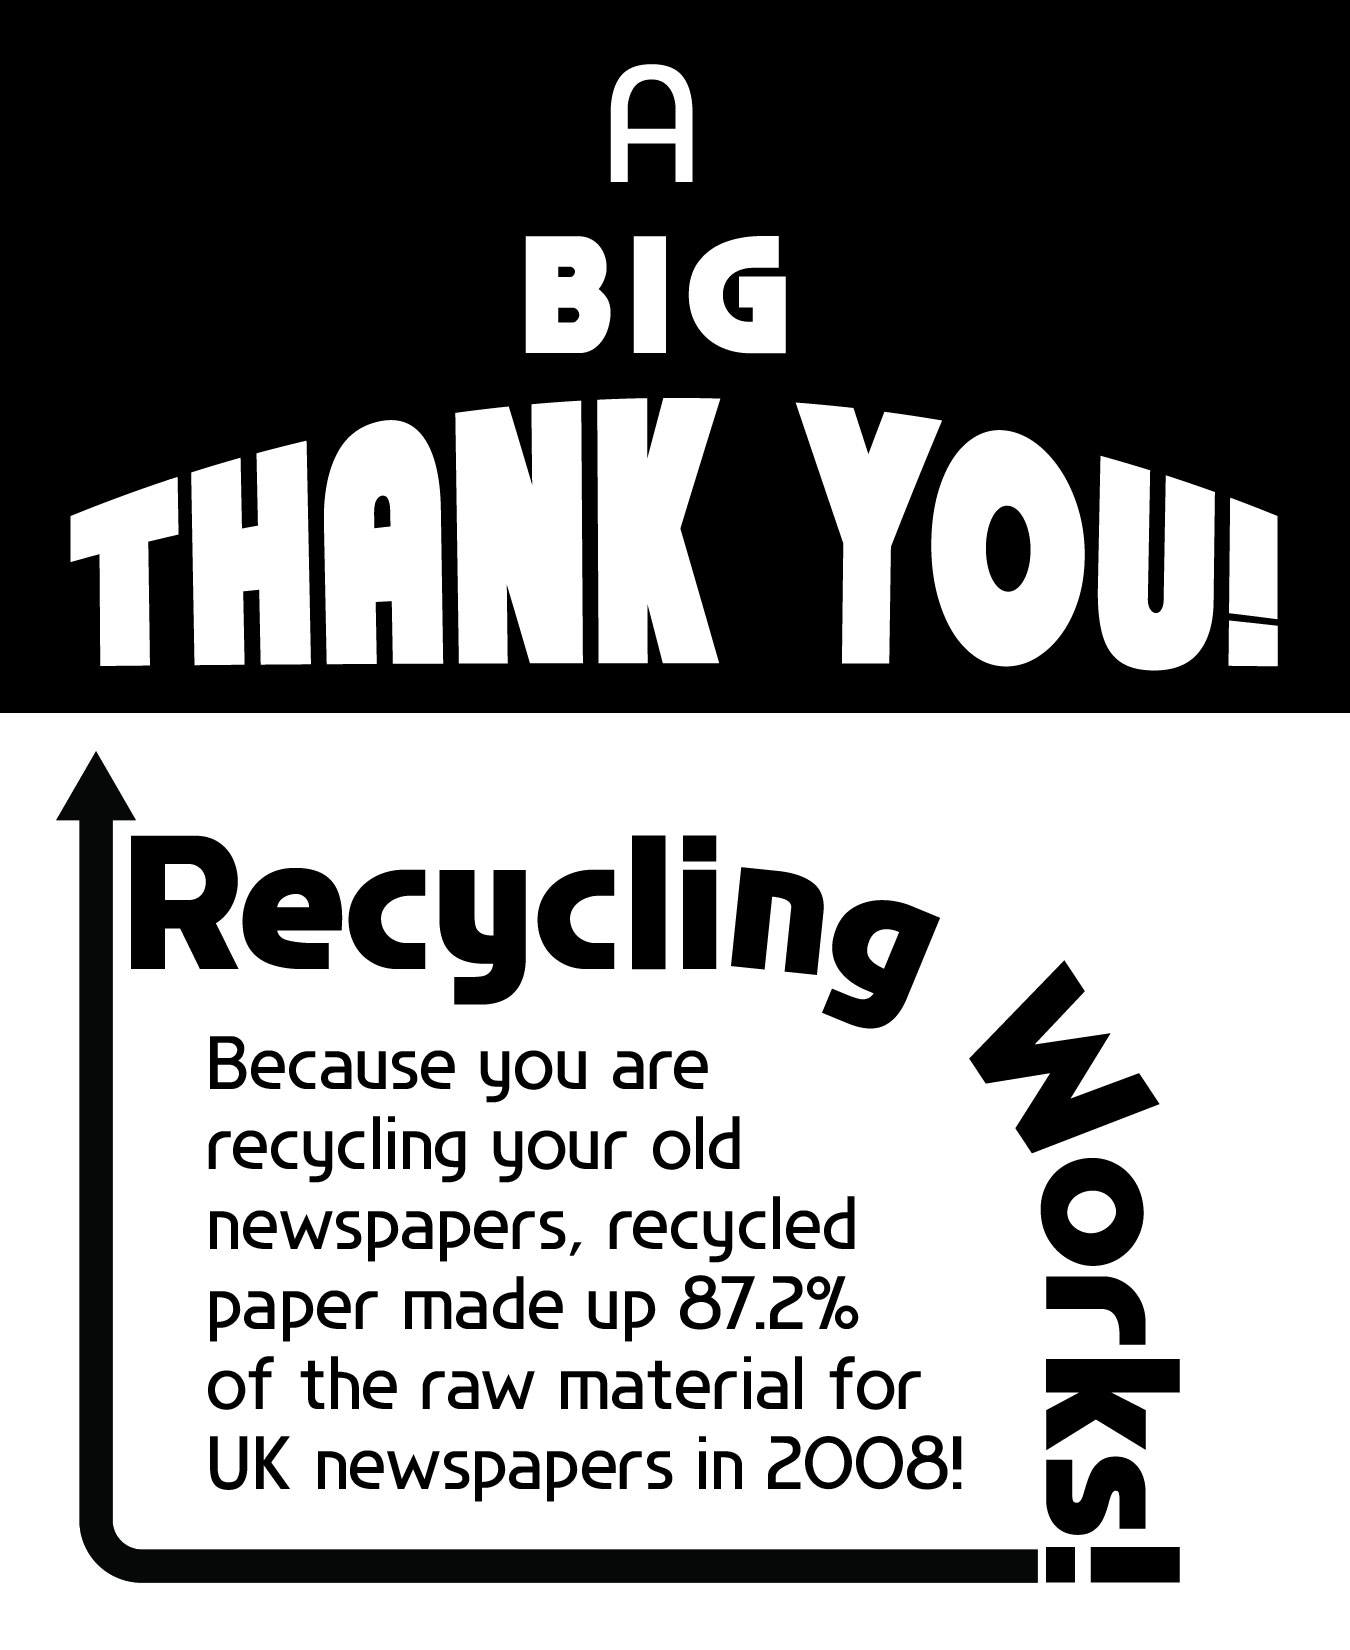 A
BIG
THANK YOU!
Recycling Works!
Because you are
recycling your old
newspapers, recycled
paper made up 87.2%
of the raw material for
UK newspapers in 2008!